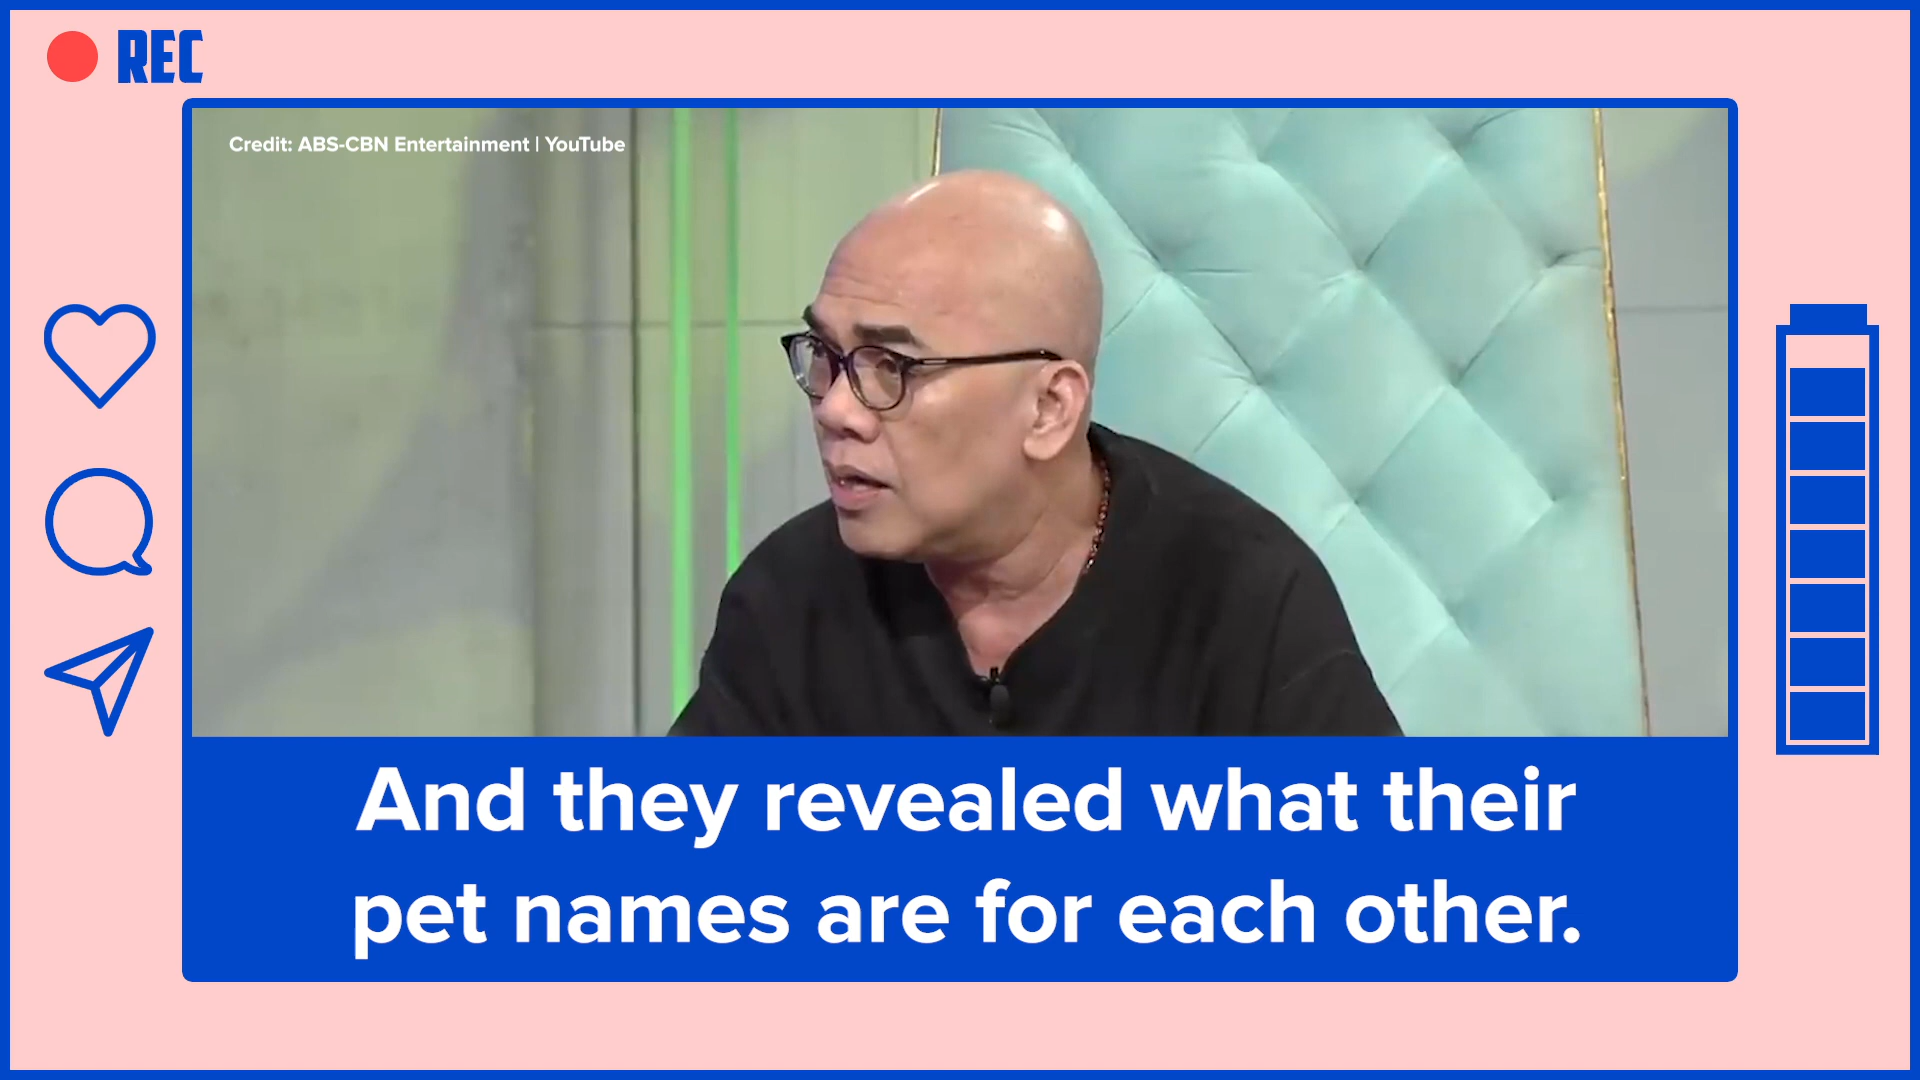 REC
Credit: ABS-CBN Entertainment | YouTube
And they revealed what their
pet names are for each other.